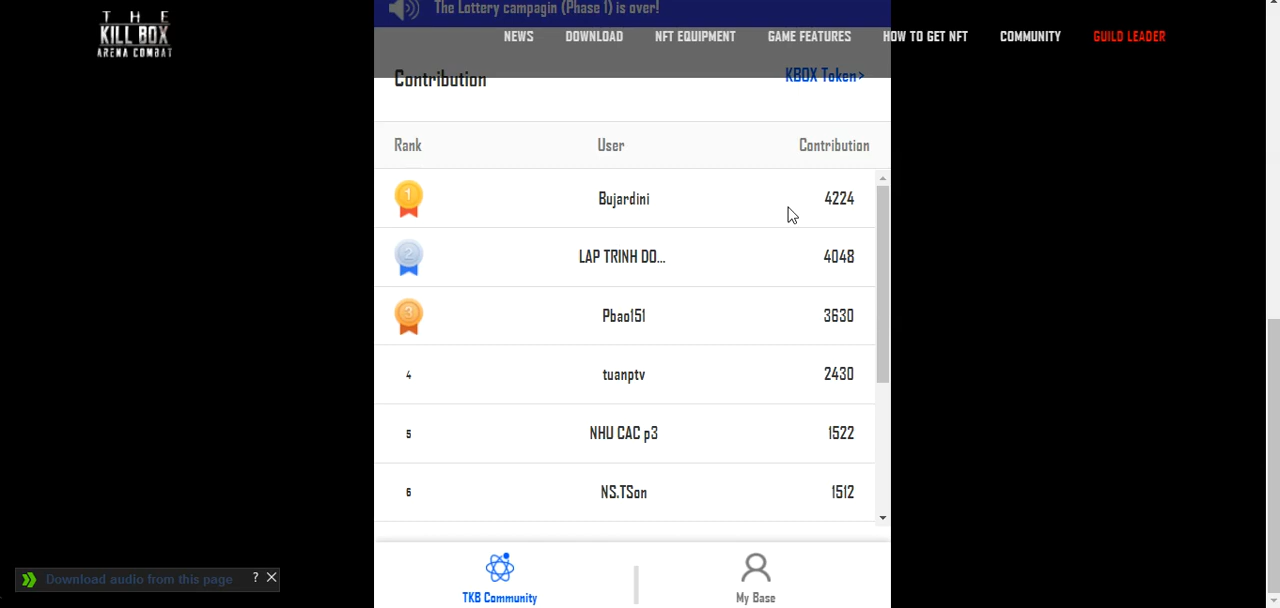 THE
KILL BOX
ARENA COMBAT
The Lottery campagin (Phase 1) is over!
NEWS DOWNLOAD NFT EQUIPMENT GAME FEATURES HOW TO GET NFT COMMUNITY GUILD LEADER
Contribution KBOX Token>
Rank User Contribution
1 Bujardini 4224
2 LAP TRINH DO... 4048
3 Pbao151 3630
4 tuanptv 2430
5 NHU CAC p3 1522
6 NS.TSon 1512
Download audio from this page ? X
TKB Community My Base